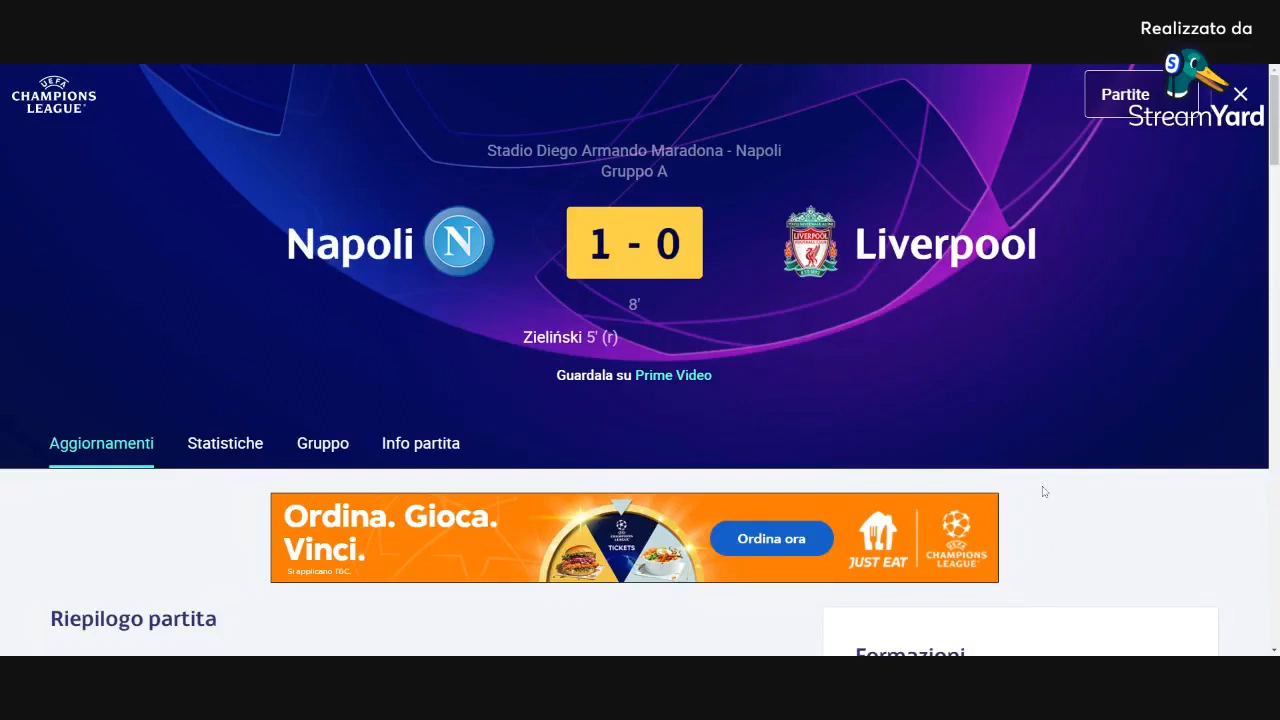 Realizzato da
StreamYard
UEFA
CHAMPIONS
LEAGUE
Partite
Stadio Diego Armando Maradona - Napoli
Gruppo A
Napoli
N
1 - 0
LIVERPOOL
Liverpool
8'
Zieliński 5' (r)
Guardala su Prime Video
Aggiornamenti
Statistiche
Gruppo
Info partita
Ordina. Gioca.
Vinci.
Si applicano T&C.
TICKETS
Ordina ora
JUST EAT
UEFA
CHAMPIONS
LEAGUE
Riepilogo partita
Formazioni